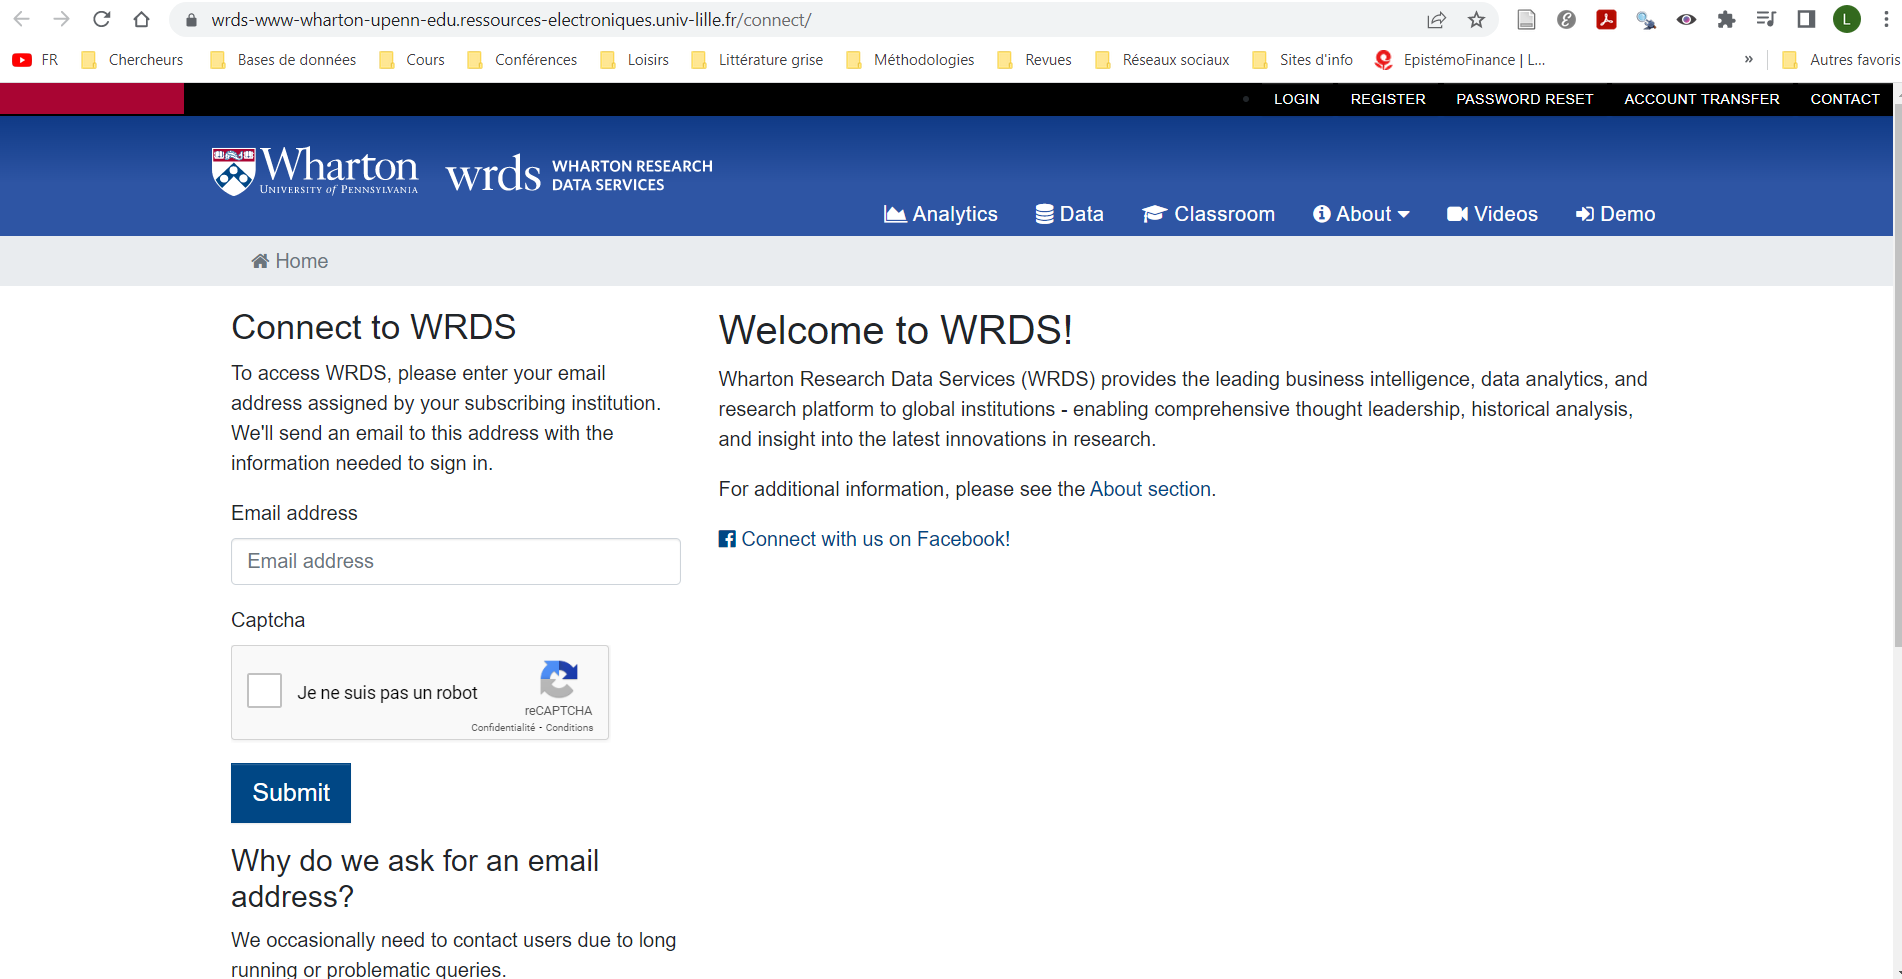 wrds-www-wharton-upenn-edu.ressources-electroniques.univ-lille.fr/connect/
L
FR Chercheurs Bases de données Cours Conférences Loisirs Littérature grise Méthodologies Revues Réseaux sociaux Sites d'info EpistémoFinance | L... » Autres favoris
LOGIN REGISTER PASSWORD RESET ACCOUNT TRANSFER CONTACT
Wharton
UNIVERSITY of PENNSYLVANIA
wrds WHARTON RESEARCH
DATA SERVICES
Analytics Data Classroom About Videos Demo
Home
Connect to WRDS
To access WRDS, please enter your email
address assigned by your subscribing institution.
We'll send an email to this address with the
information needed to sign in.
Email address
Email address
Captcha
Je ne suis pas un robot
reCAPTCHA
Confidentialité - Conditions
Submit
Why do we ask for an email
address?
We occasionally need to contact users due to long
running or problematic queries.
Welcome to WRDS!
Wharton Research Data Services (WRDS) provides the leading business intelligence, data analytics, and
research platform to global institutions - enabling comprehensive thought leadership, historical analysis,
and insight into the latest innovations in research.
For additional information, please see the About section.
Connect with us on Facebook!